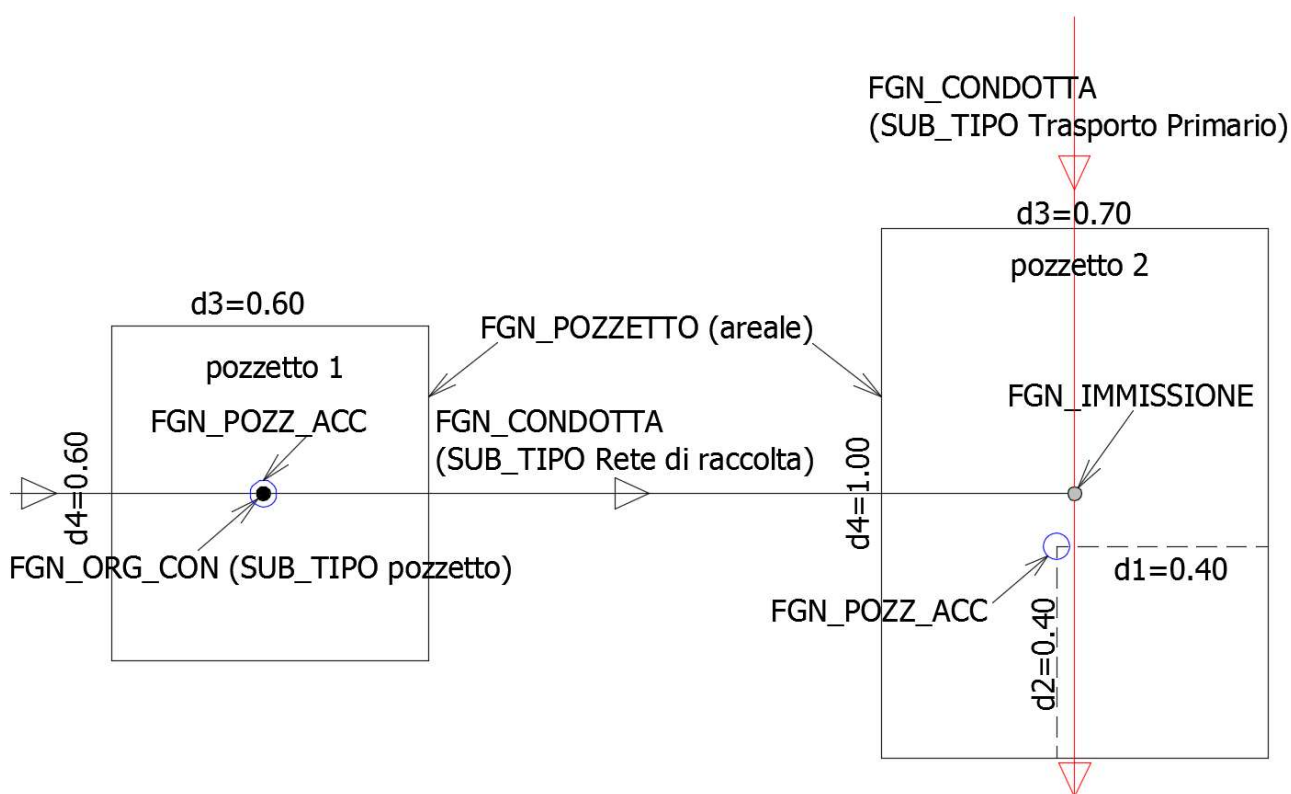 FGN_CONDOTTA
(SUB_TIPO Trasporto Primario)
d3=0.70
pozzetto 2
d3=0.60
FGN_POZZETTO (areale)
pozzetto 1
FGN_IMMISSIONE
FGN_POZZ_ACC
FGN_CONDOTTA
(SUB_TIPO Rete di raccolta)
d4=0.60
d4=1.00
FGN_ORG_CON (SUB_TIPO pozzetto)
d1=0.40
FGN_POZZ_ACC
d2=0.40